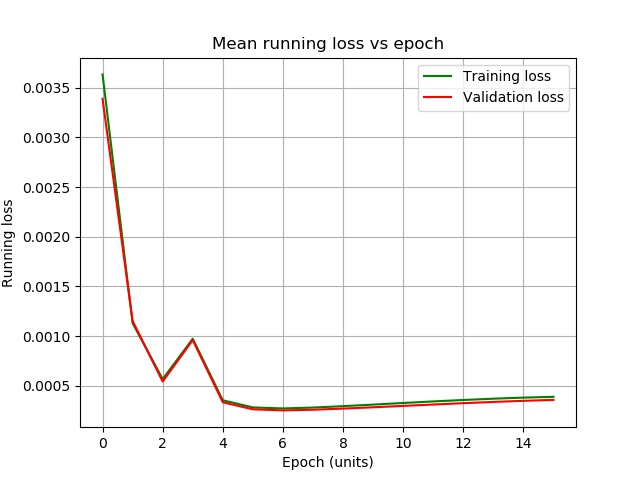 Mean running loss vs epoch
Training loss
Validation loss
0.0035
0.0030
0.0025
0.0020
0.0015
0.0010
0.0005
Running loss
0 2 4 6 8 10 12 14
Epoch (units)